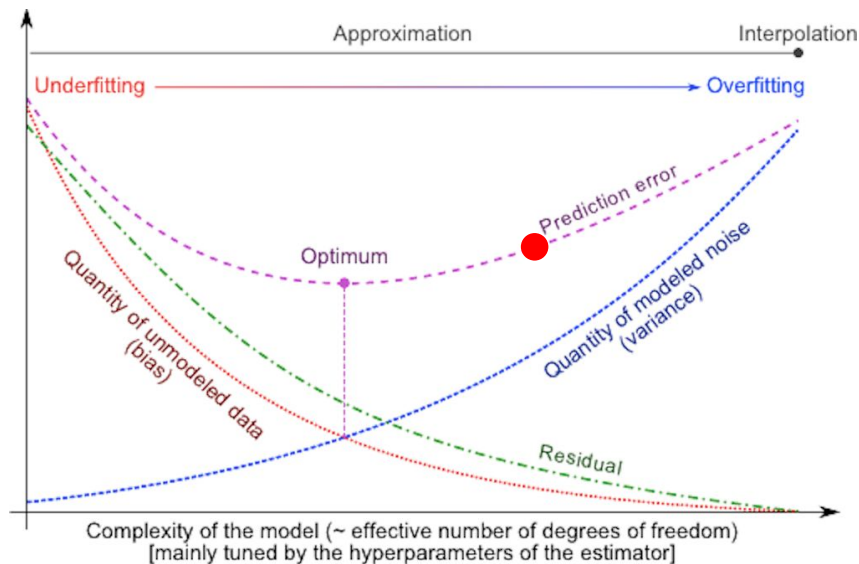 Approximation
Interpolation
Underfitting
Overfitting
Prediction error
Optimum
Quantity of unmodeled data
(bias)
Quantity of modeled noise
(variance)
Residual
Complexity of the model (~ effective number of degrees of freedom)
[mainly tuned by the hyperparameters of the estimator]